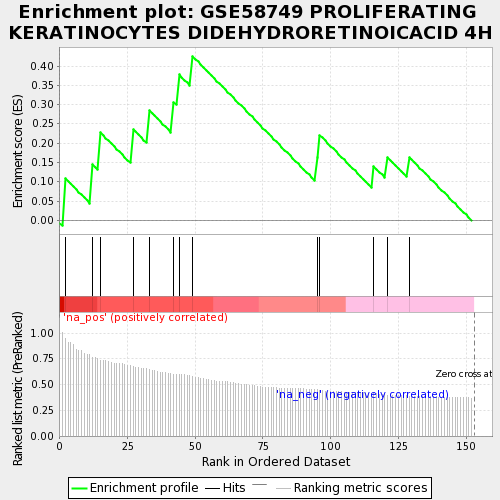 Enrichment plot: GSE58749 PROLIFERATING
KERATINOCYTES DIDEHYDRORETINOICACID 4H
Enrichment score (ES)
0.40
0.35
0.30
0.25
0.20
0.15
0.10
0.05
0.00
'na_pos' (positively correlated)
Ranked list metric (PreRanked)
1.00
0.75
0.50
0.25
0.00
Zero cross at
'na_neg' (negatively correlated)
0 25 50 75 100 125 150
Rank in Ordered Dataset
Enrichment profile Hits Ranking metric scores